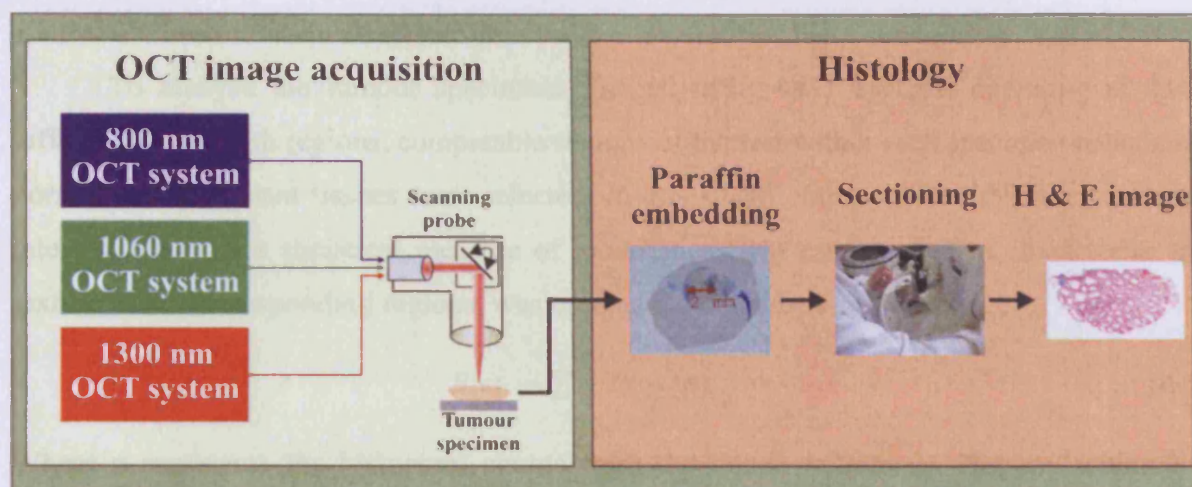 OCT image acquisition
800 nm
OCT system
1060 nm
OCT system
1300 nm
OCT system
Scanning
probe
Tumour
specimen
Histology
Paraffin
embedding
Sectioning
H & E image